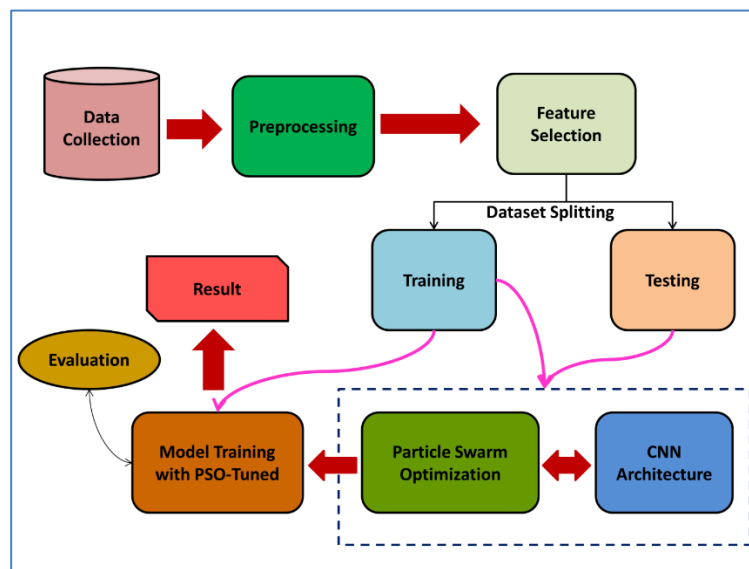 Data
Collection
Preprocessing
Feature
Selection
Dataset Splitting
Training
Testing
Result
Evaluation
Model Training
with PSO-Tuned
Particle Swarm
Optimization
CNN
Architecture